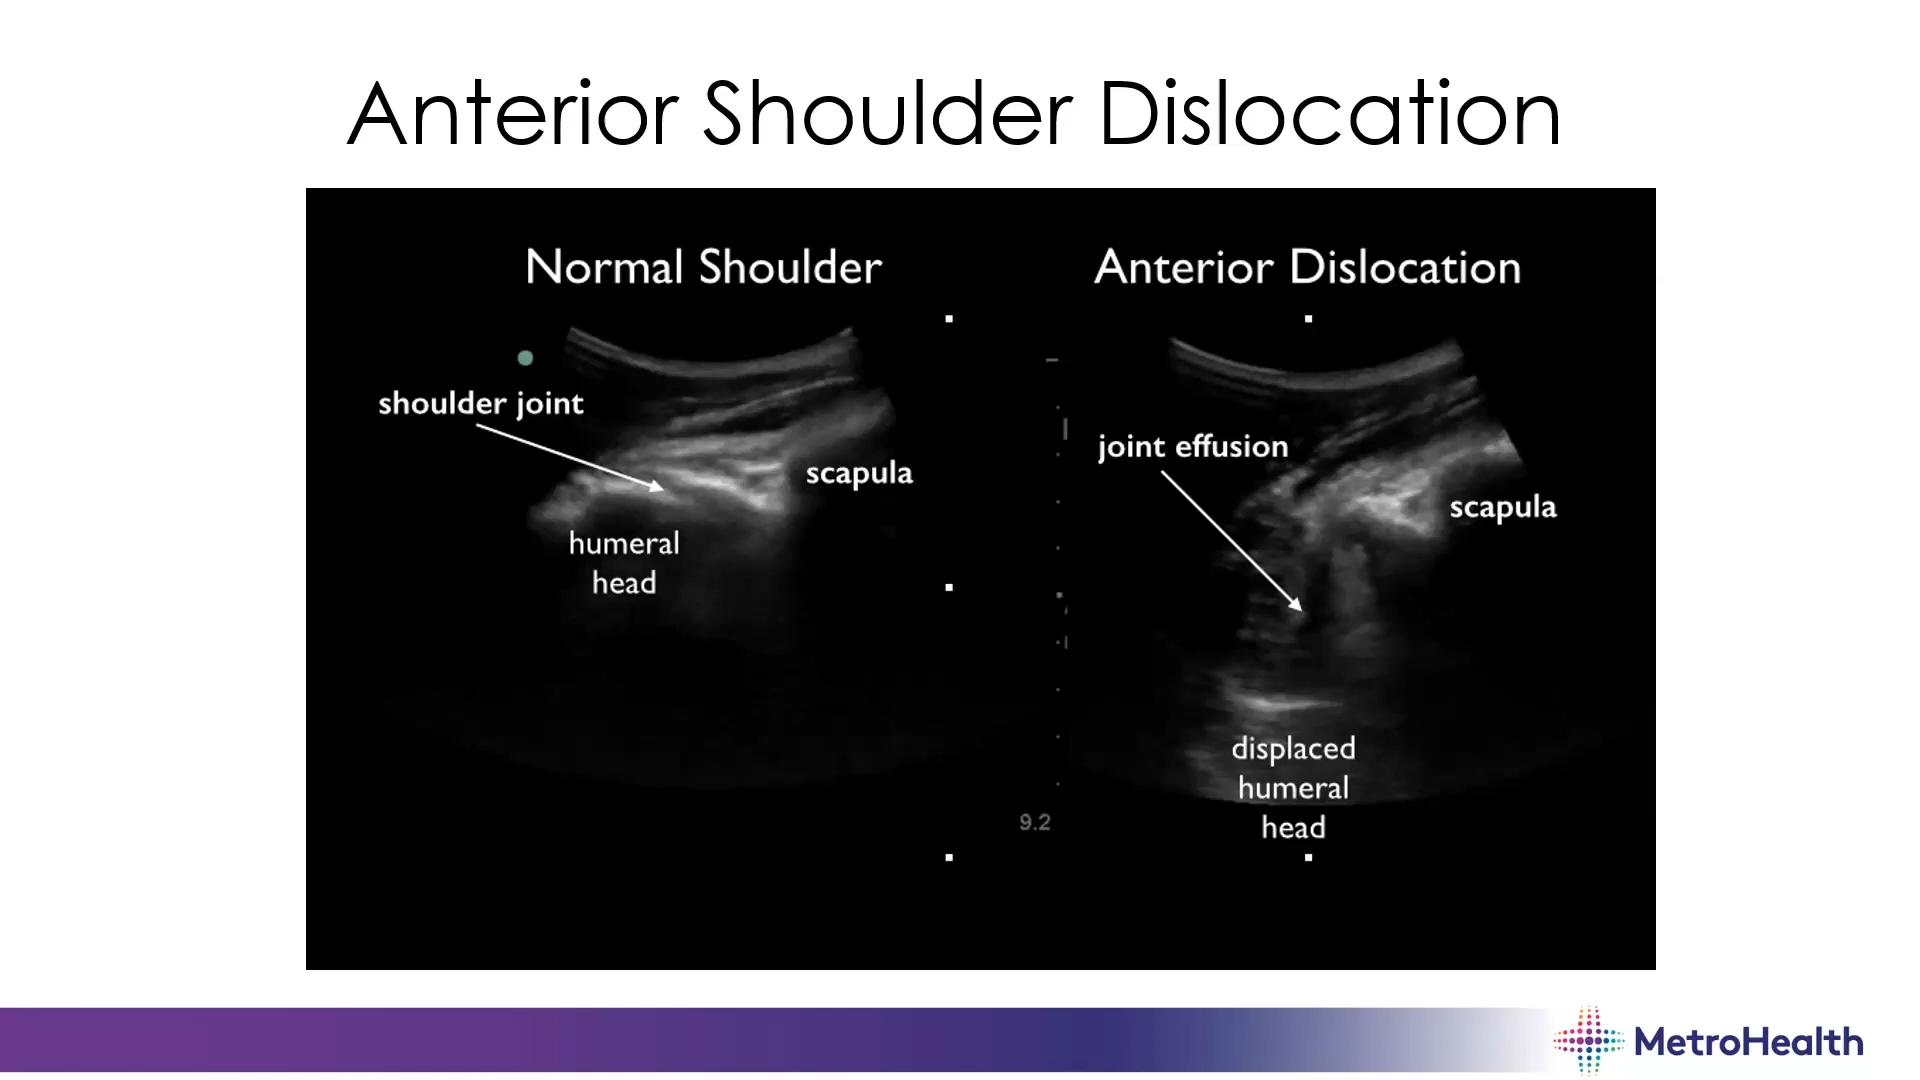 Anterior Shoulder Dislocation
Normal Shoulder
shoulder joint
scapula
humeral
head
9.2
Anterior Dislocation
joint effusion
scapula
displaced
humeral
head
MetroHealth